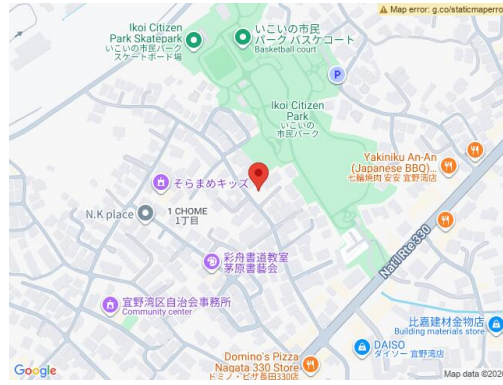 Map error: g.co/staticmaperro
Ikoi Citizen
Park Skatepark
いこいの市民パーク
スケートボード場
いこいの市民
パーク バスケコート
Basketball court
P
Ikoi Citizen
Park
いこいの
市民パーク
Yakiniku An-An
(Japanese BBQ)...
七輪焼肉 安安 宜野湾店
そらまめキッズ
N.K place
1 CHOME
1丁目
彩舟書道教室
茅原書藝会
Nat'l Rte 330
宜野湾区自治会事務所
Community center
比嘉建材金物店
Building materials store
DAISO
ダイソー 宜野湾店
Domino's Pizza
Nagata 330 Store
ドミノ・ピザ長田330店
Google
Map data ©2026